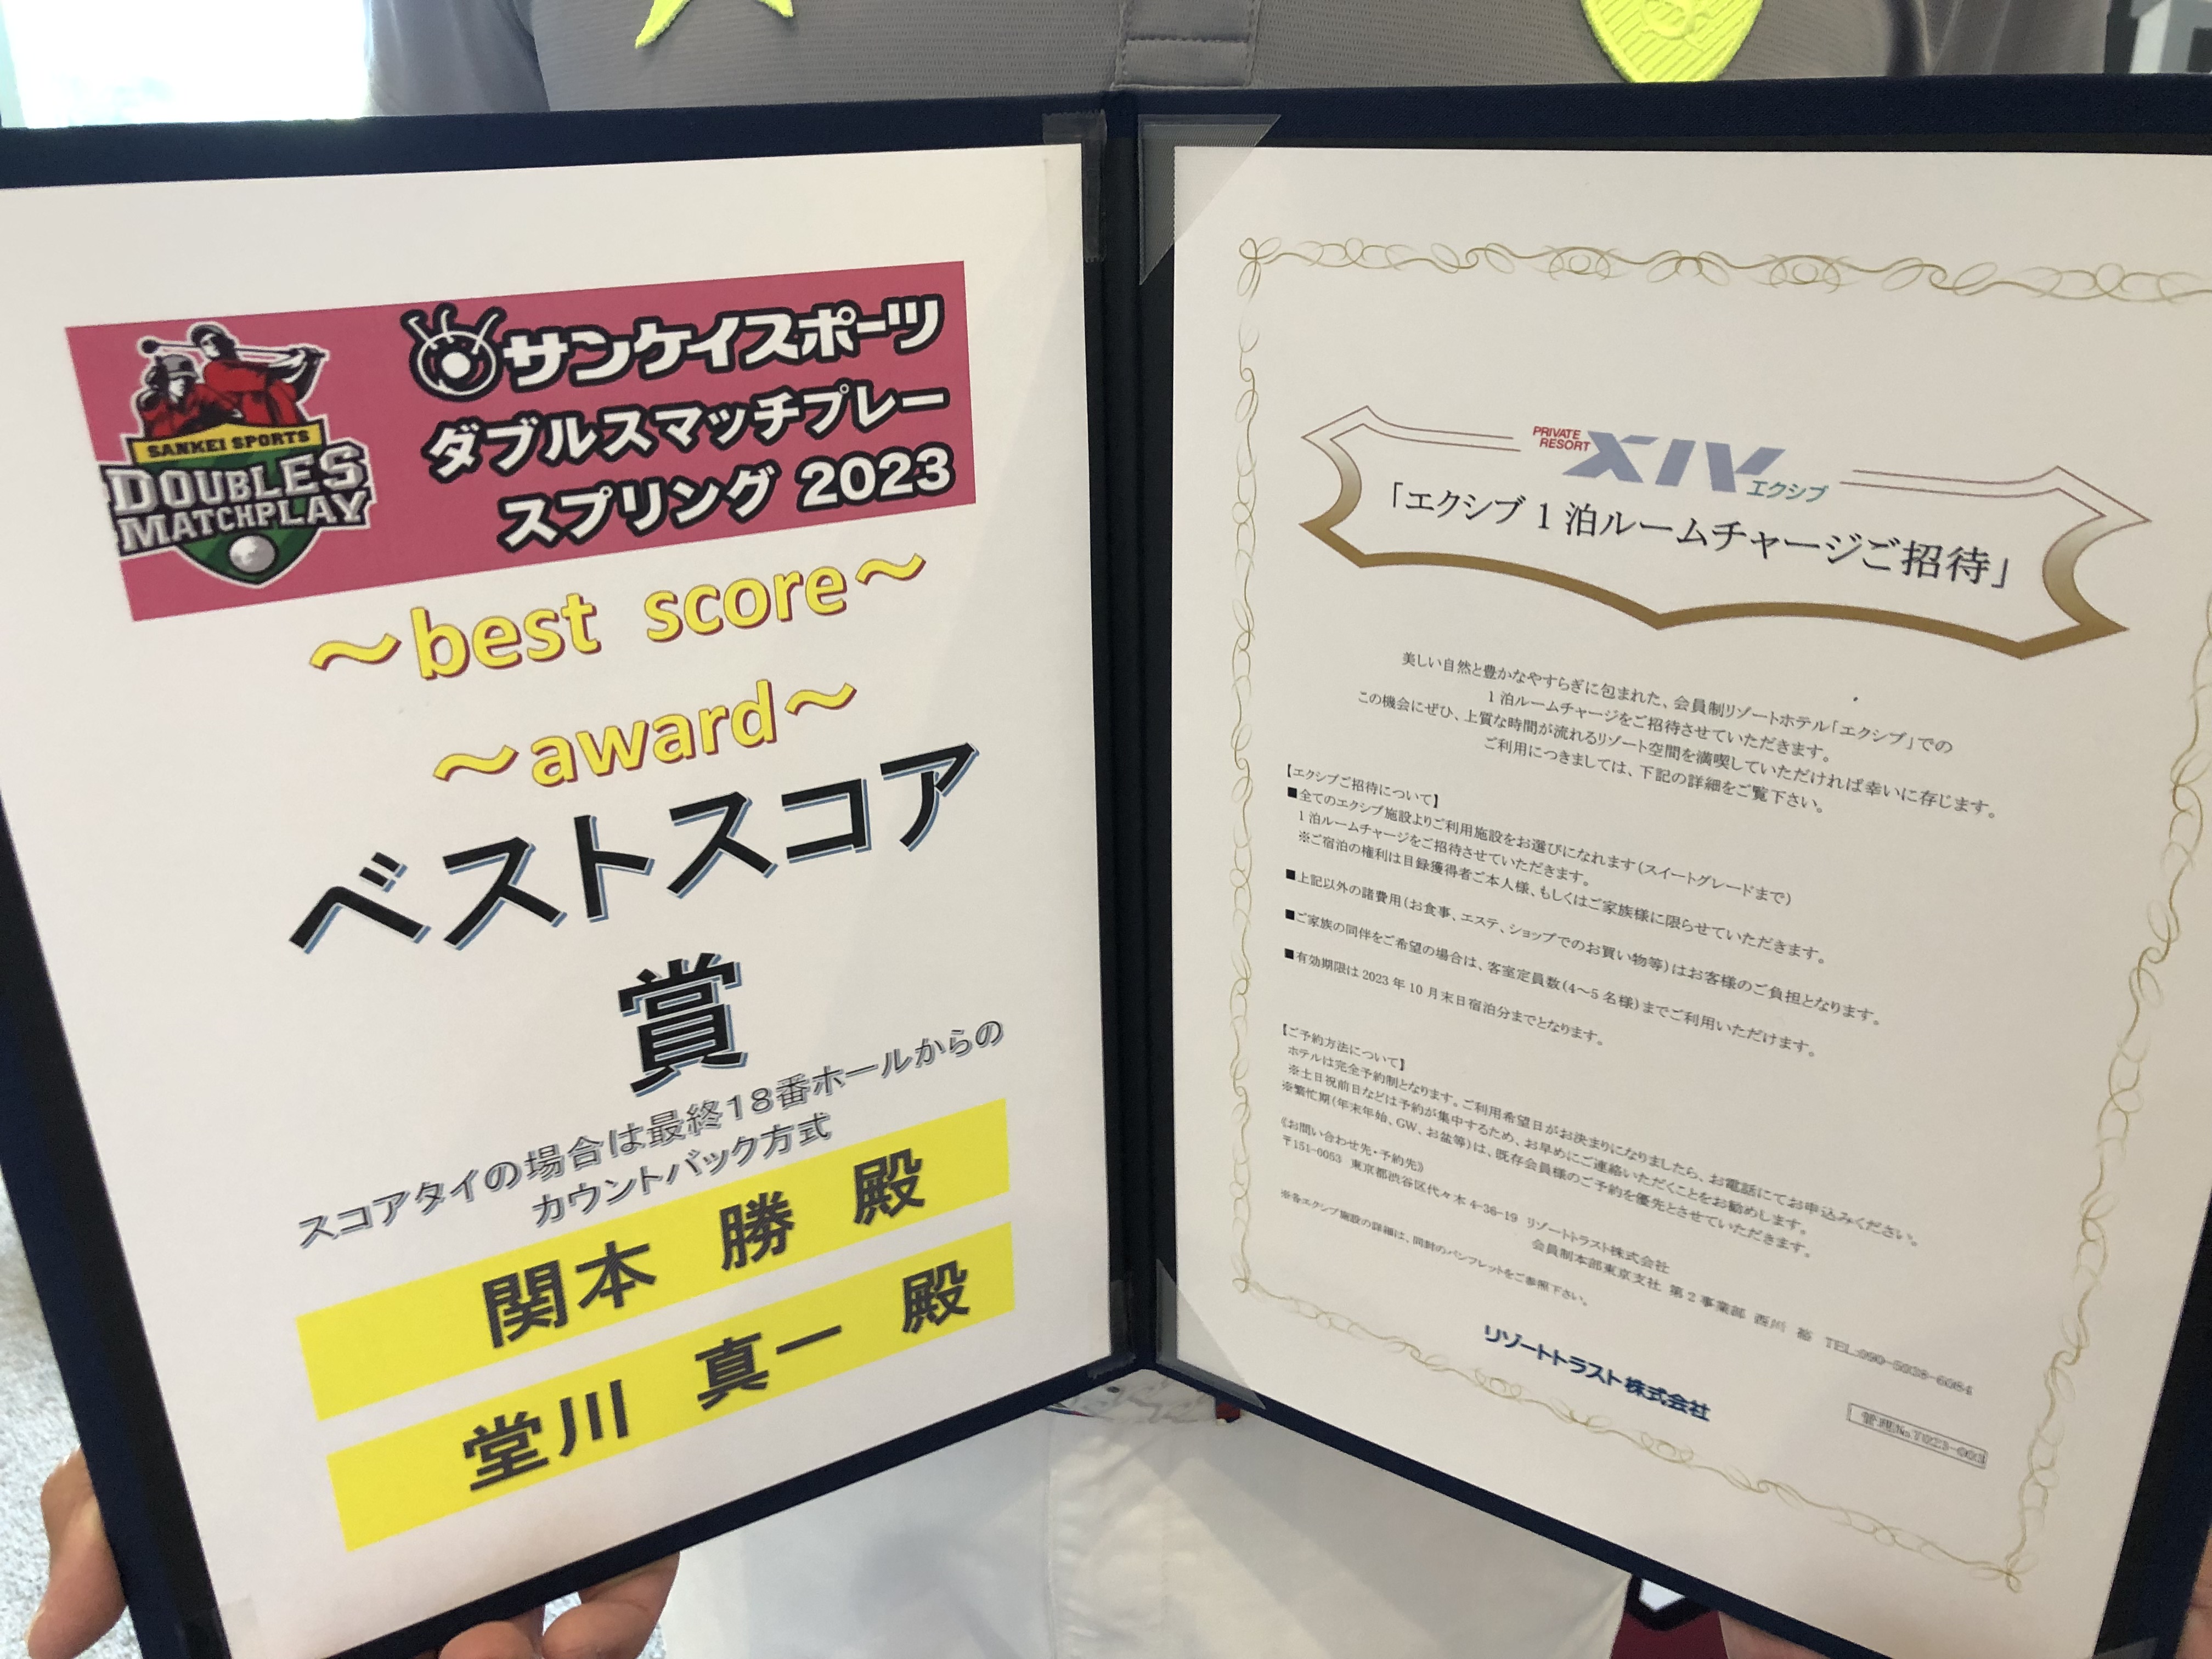 サンケイスポーツ
ダブルスマッチプレー
スプリング 2023
SANKEI SPORTS
DOUBLES
MATCHPLAY
～best score～
～award～
ベストスコア
賞
スコアタイの場合は最終18番ホールからの
カウントバック方式
関本 勝 殿
堂川 真一 殿
PRIVATE
RESORT
XIV
エクシブ
「エクシブ1泊ルームチャージご招待」
美しい自然と豊かなやすらぎに包まれた、会員制リゾートホテル「エクシブ」での
1泊ルームチャージをご招待させていただきます。
この機会にぜひ、上質な時間が流れるリゾート空間を満喫していただければ幸いに存じます。
ご利用につきましては、下記の詳細をご覧下さい。
【エクシブご招待について】
■全てのエクシブ施設よりご利用施設をお選びになれます(スイートグレードまで)
1泊ルームチャージをご招待させていただきます。
※ご宿泊の権利は目録獲得者ご本人様、もしくはご家族様に限らせていただきます。
■上記以外の諸費用(お食事、エステ、ショップでのお買い物等)はお客様のご負担となります。
■ご家族の同伴をご希望の場合は、客室定員数(4～5名様)までご利用いただけます。
■有効期限は2023年10月末日宿泊分までとなります。
【ご予約方法について】
ホテルは完全予約制となります。ご利用希望日がお決まりになりましたら、お電話にてお申込みください。
※土日祝前日などは予約が集中するため、お早めにご連絡いただくことをお勧めします。
※繁忙期(年末年始、GW、お盆等)は、既存会員様のご予約を優先とさせていただきます。
《お問い合わせ先・予約先》
〒151-0053 東京都渋谷区代々木4-36-19 リゾートトラスト株式会社
会員制本部東京支社 第2事業部 西川 TEL:
※各エクシブ施設の詳細は、同封のパンフレットをご参照下さい。
リゾートトラスト株式会社
管理No.